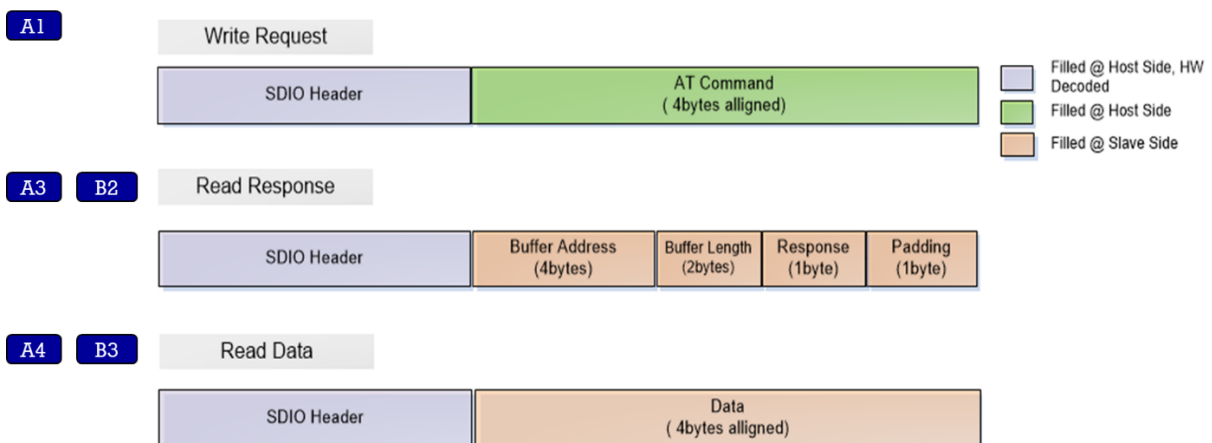 A1
Write Request
SDIO Header
AT Command
( 4bytes alligned)
Filled @ Host Side, HW
Decoded
Filled @ Host Side
Filled @ Slave Side
A3 B2
Read Response
SDIO Header
Buffer Address
(4bytes)
Buffer Length
(2bytes)
Response
(1byte)
Padding
(1byte)
A4 B3
Read Data
SDIO Header
Data
( 4bytes alligned)